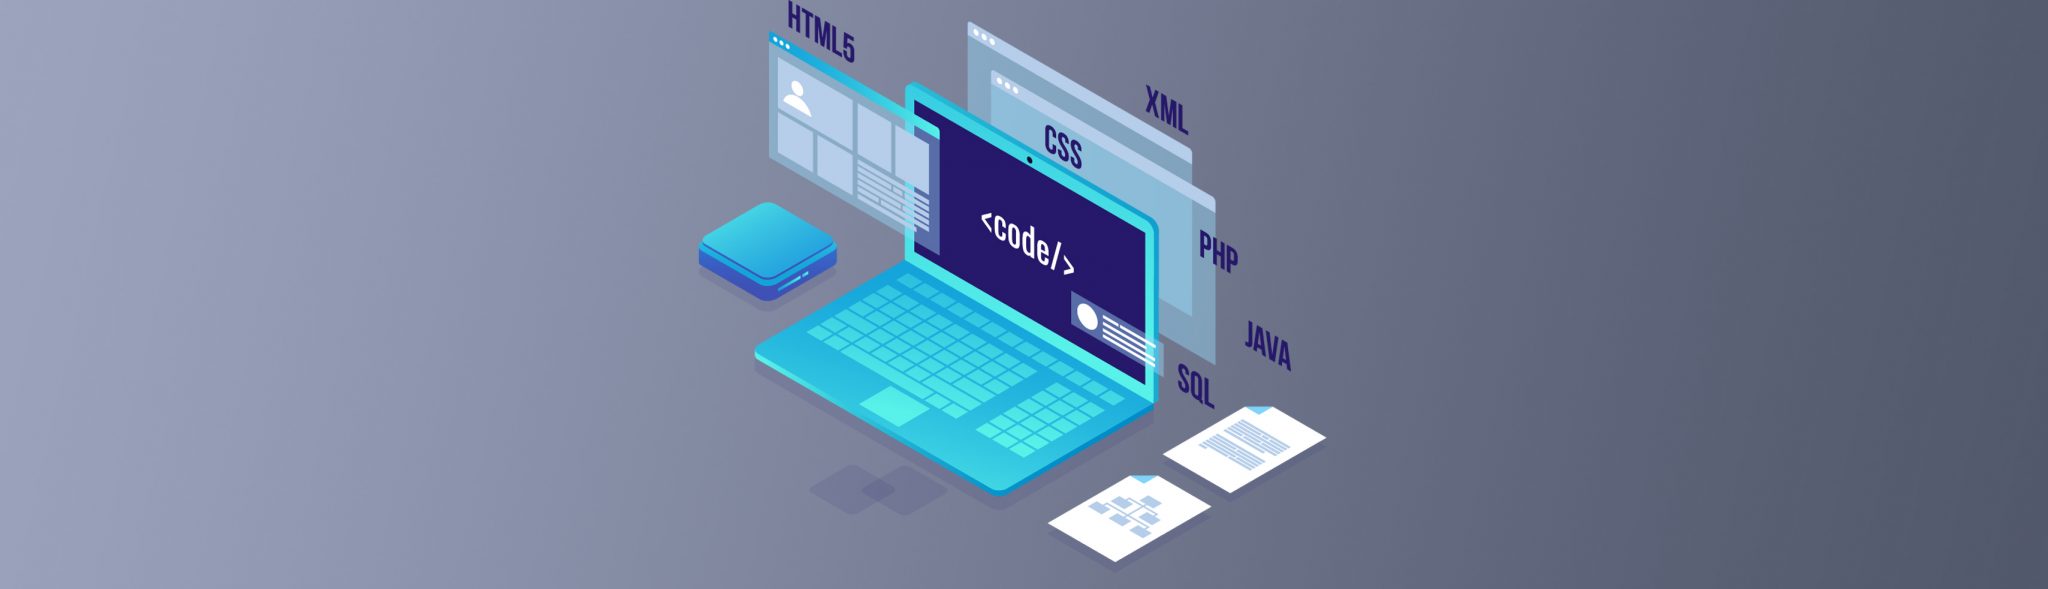 HTML5
XML
CSS
<code/>
PHP
JAVA
SQL